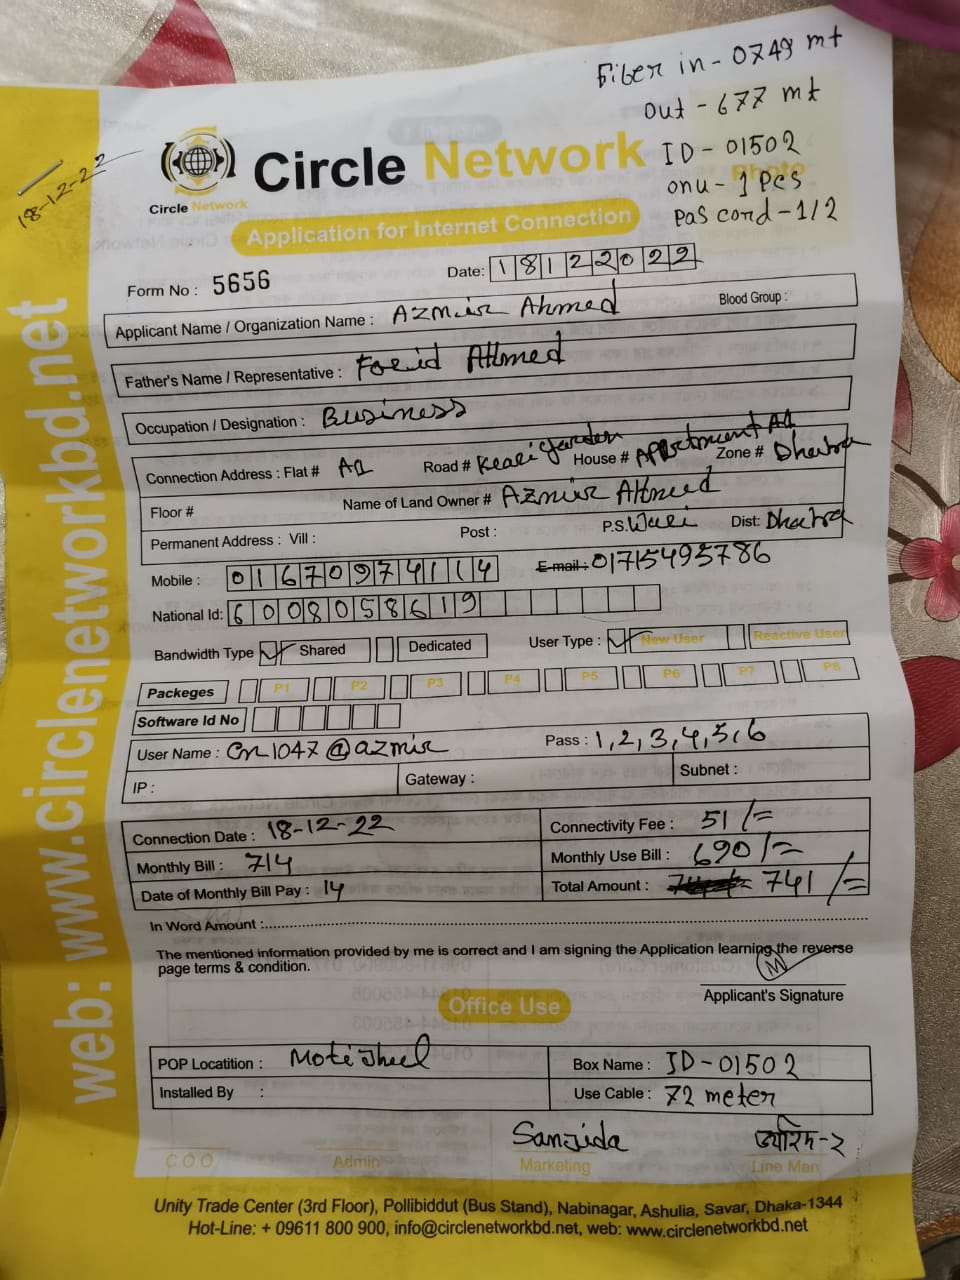 Fiber in - 0749 mt
out - 677 mt
ID - 01502
onu - 1 Pcs
Pas cord - 1/2
Photo
18-12-22
Circle Network
Circle Network
Application for Internet Connection
Form No : 5656
Date: 18122022
Applicant Name / Organization Name : Azmir Ahmed
Blood Group :
Father's Name / Representative : Forid Ahmed
Occupation / Designation : Business
Connection Address : Flat # A2 Road # Keari garden House # Apartment A2 Zone # Dhaka
Floor # Name of Land Owner # Azmir Ahmed
Permanent Address : Vill : Post : P.S. Wari Dist: Dhaka
Mobile : 01670974114 E-mail : 01715495786
National Id: 6008058619
Bandwidth Type Shared Dedicated User Type : New User Reactive User
Packeges P1 P2 P3 P4 P5 P6 P7 P8
Software Id No
User Name : Cn1047@azmir Pass : 1,2,3,4,5,6
IP : Gateway : Subnet :
Connection Date : 18-12-22 Connectivity Fee : 51/=
Monthly Bill : 714 Monthly Use Bill : 690/=
Date of Monthly Bill Pay : 14 Total Amount : 741/=
In Word Amount :
The mentioned information provided by me is correct and I am signing the Application learning the reverse
page terms & condition.
Applicant's Signature
Office Use
POP Locatition : Motijheel Box Name : ID-01502
Installed By : Use Cable : 72 meter
Sanjida
C.O.O Admin Marketing Line Man
Unity Trade Center (3rd Floor), Pollibiddut (Bus Stand), Nabinagar, Ashulia, Savar, Dhaka-1344
Hot-Line: + 09611 800 900, info@circlenetworkbd.net, web: www.circlenetworkbd.net
web: www.circlenetworkbd.net